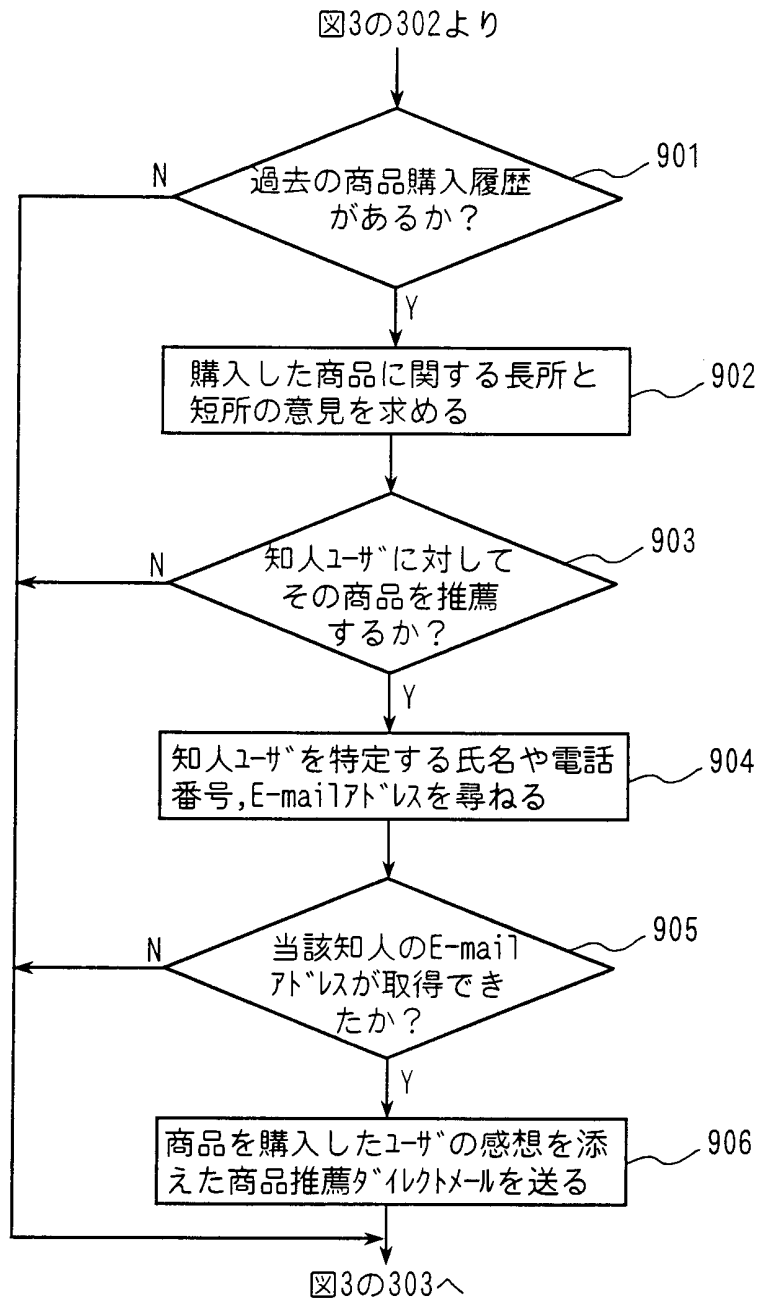 図3の302より
901
N
過去の商品購入履歴
があるか?
Y
購入した商品に関する長所と
短所の意見を求める
902
903
N
知人ﾕｰｻﾞに対して
その商品を推薦
するか?
Y
知人ﾕｰｻﾞを特定する氏名や電話
番号,E-mailｱﾄﾞﾚｽを尋ねる
904
905
N
当該知人のE-mail
ｱﾄﾞﾚｽが取得でき
たか?
Y
商品を購入したﾕｰｻﾞの感想を添
えた商品推薦ﾀﾞｲﾚｸﾄﾒｰﾙを送る
906
図3の303へ